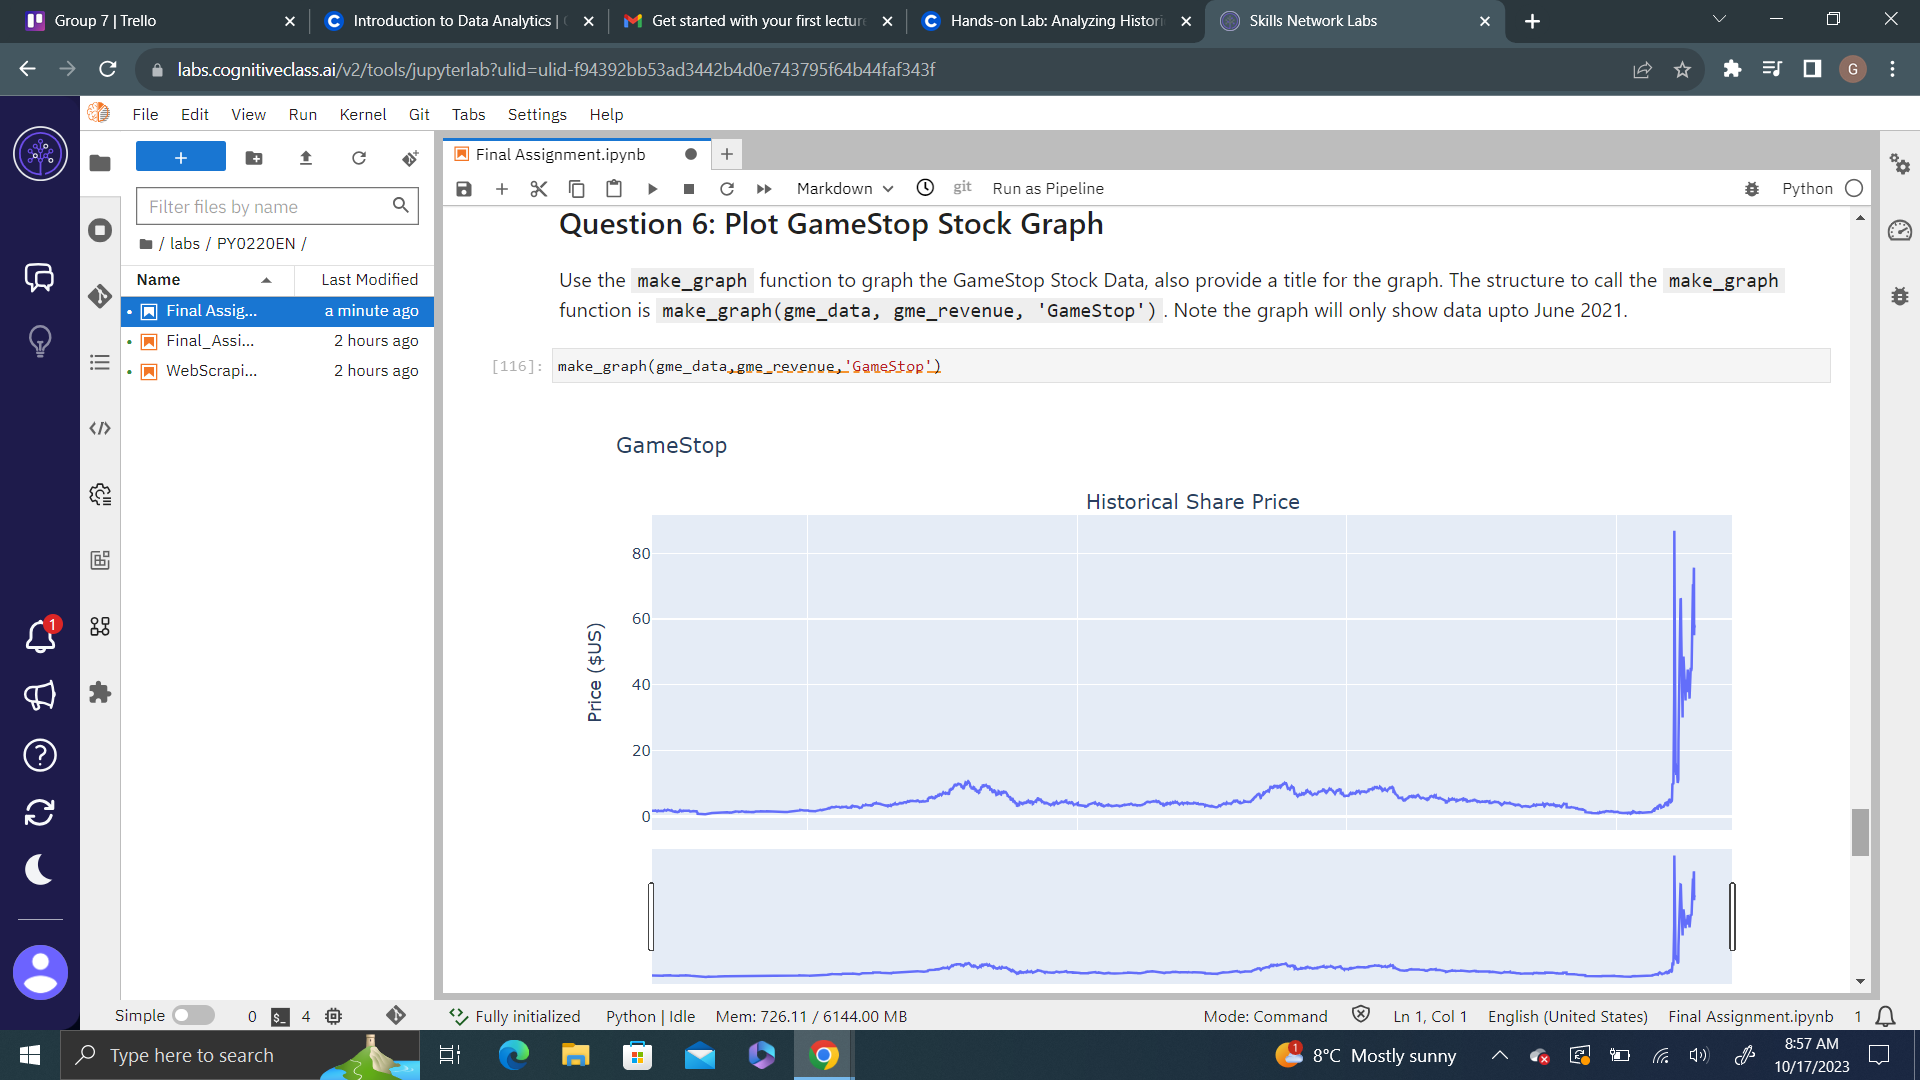 Group 7 | Trello
Introduction to Data Analytics |
Get started with your first lectur
Hands-on Lab: Analyzing Histori
Skills Network Labs
labs.cognitiveclass.ai/v2/tools/jupyterlab?ulid=ulid-f94392bb53ad3442b4d0e743795f64b44faf343f
G
File Edit View Run Kernel Git Tabs Settings Help
+
Final Assignment.ipynb
Filter files by name
Markdown
git
Run as Pipeline
Python
/ labs / PY0220EN /
Name
Last Modified
Final Assig... a minute ago
Final_Assi... 2 hours ago
WebScrapi... 2 hours ago
Question 6: Plot GameStop Stock Graph
Use the make_graph function to graph the GameStop Stock Data, also provide a title for the graph. The structure to call the make_graph
function is make_graph(gme_data, gme_revenue, 'GameStop') . Note the graph will only show data upto June 2021.
[116]: make_graph(gme_data,gme_revenue,'GameStop')
GameStop
Historical Share Price
80
60
40
20
0
Price ($US)
1
Simple 0 $_ 4 Fully initialized Python | Idle Mem: 726.11 / 6144.00 MB Mode: Command Ln 1, Col 1 English (United States) Final Assignment.ipynb 1
Type here to search
1
8°C Mostly sunny
8:57 AM
10/17/2023